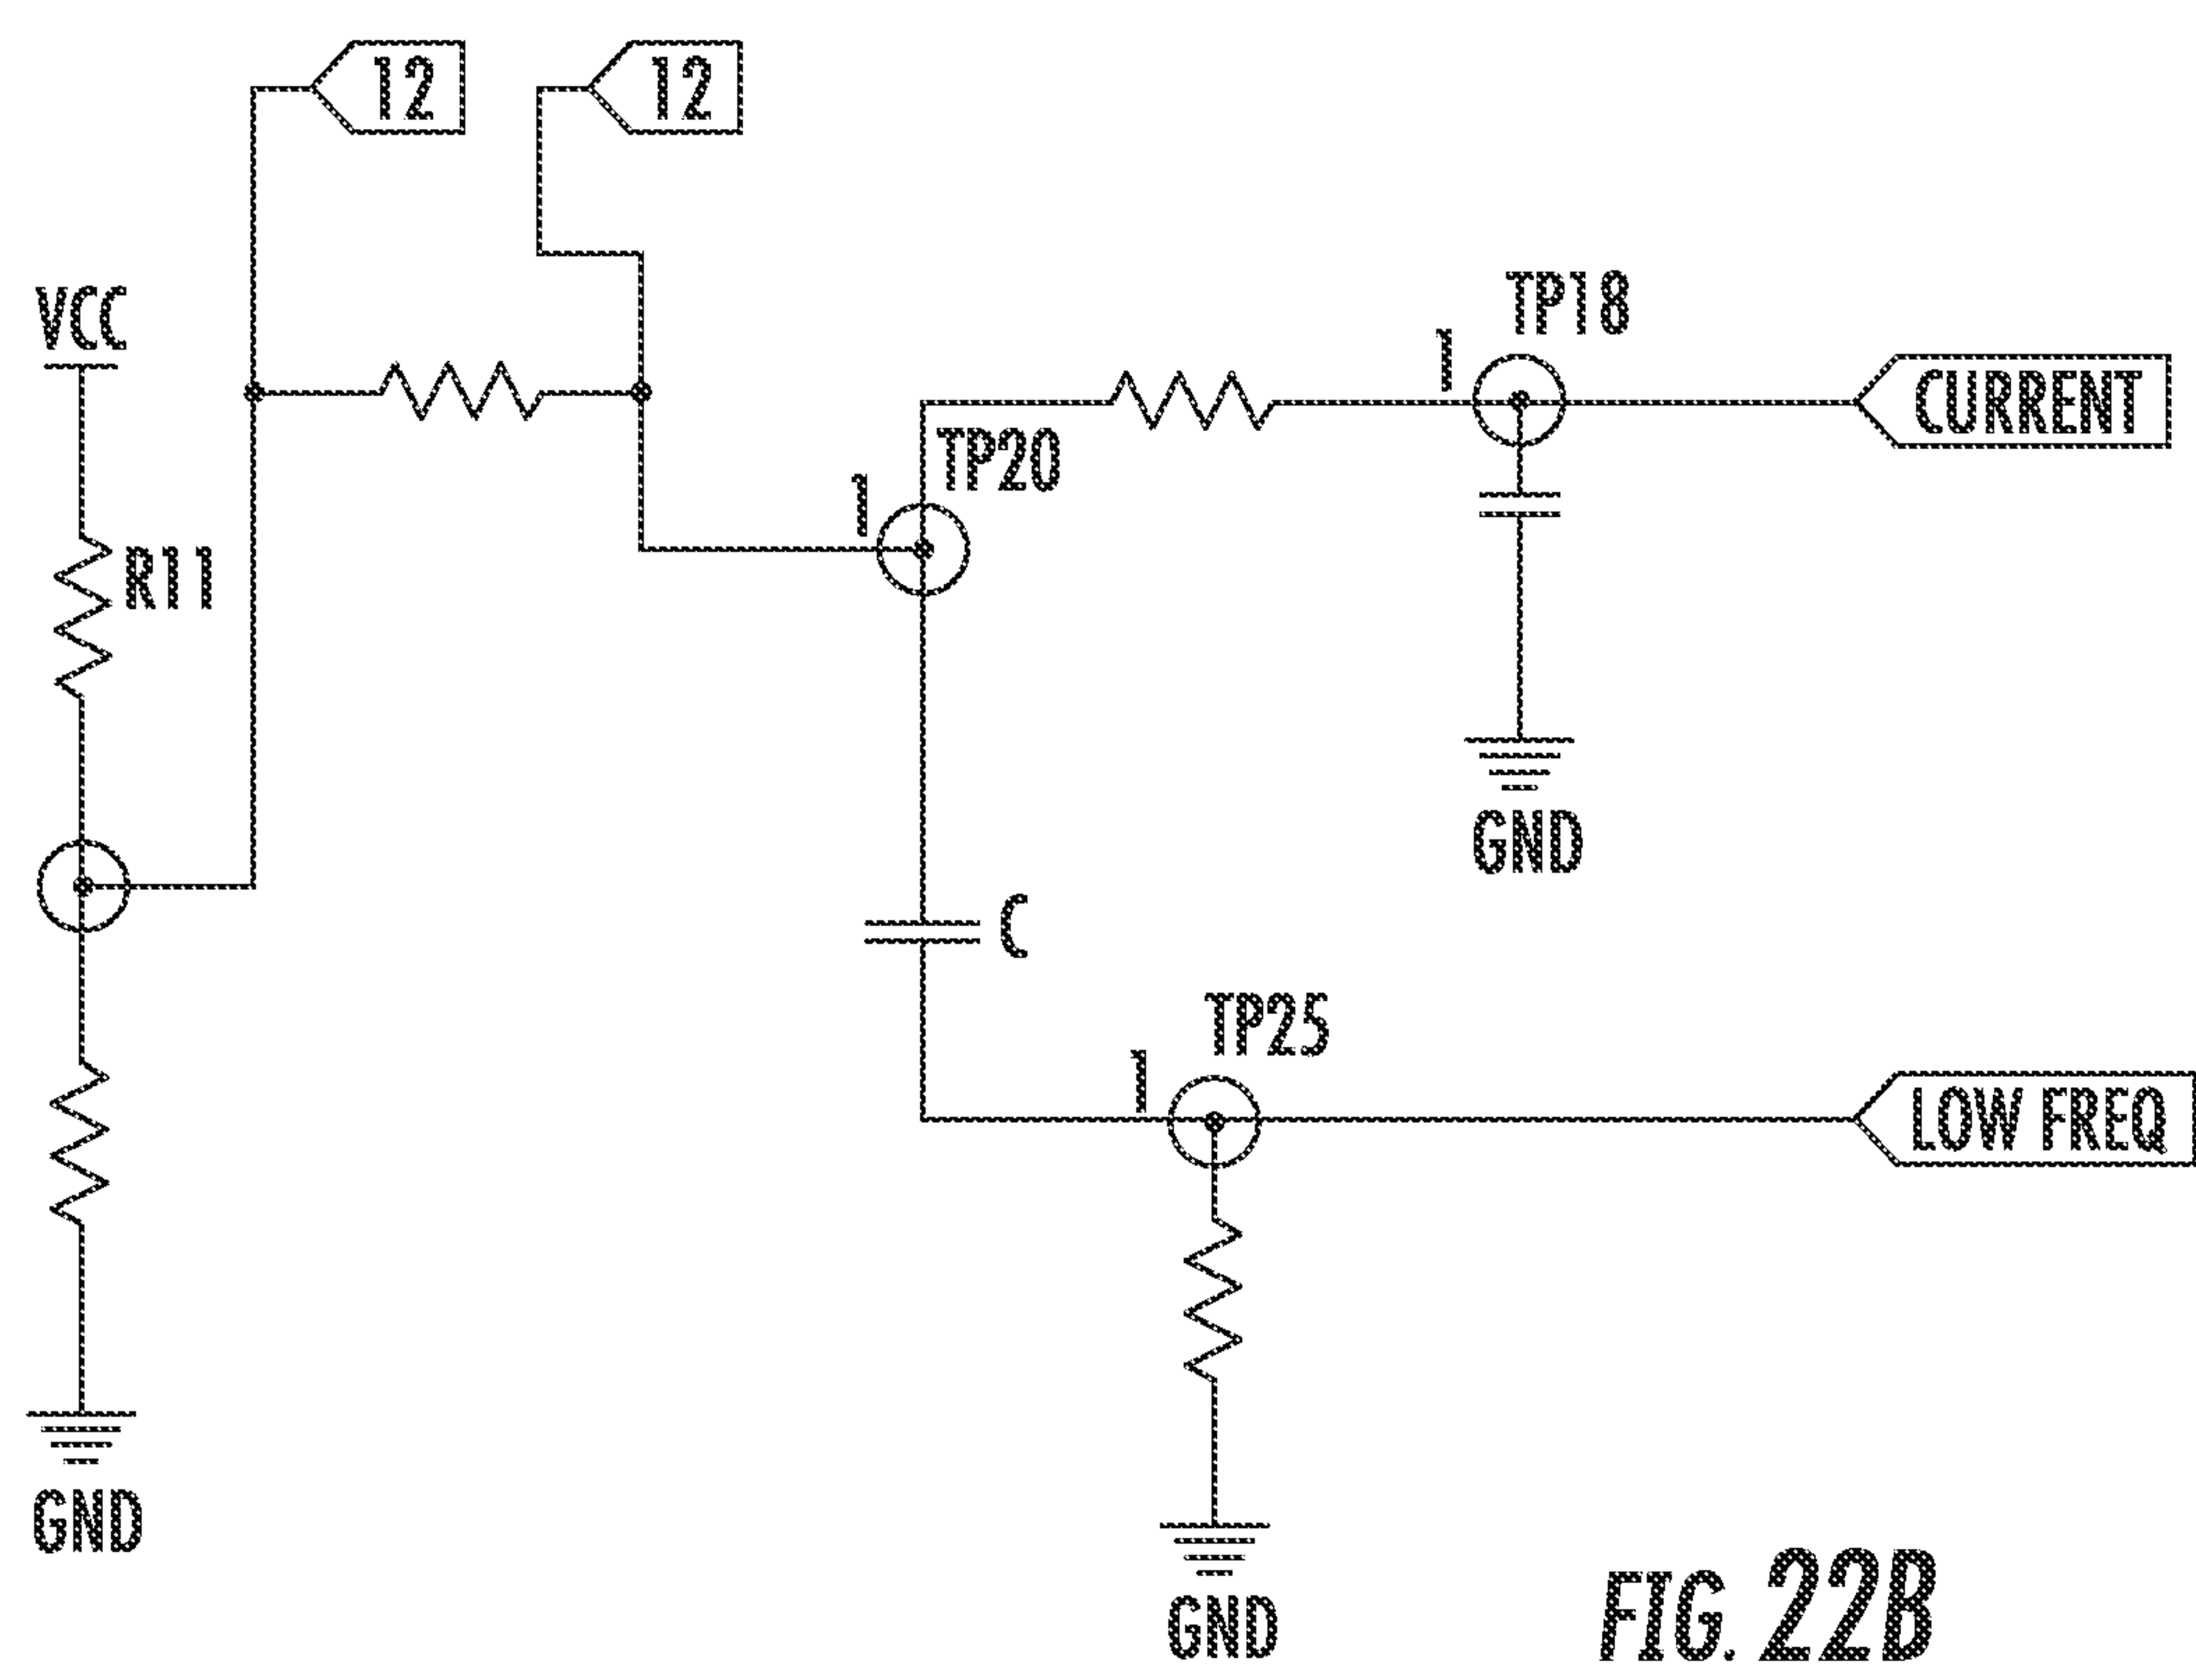 12
12
VCC
R11
TP18
1
CURRENT
TP20
1
GND
C
TP25
1
LOW FREQ
GND
GND
FIG. 22B